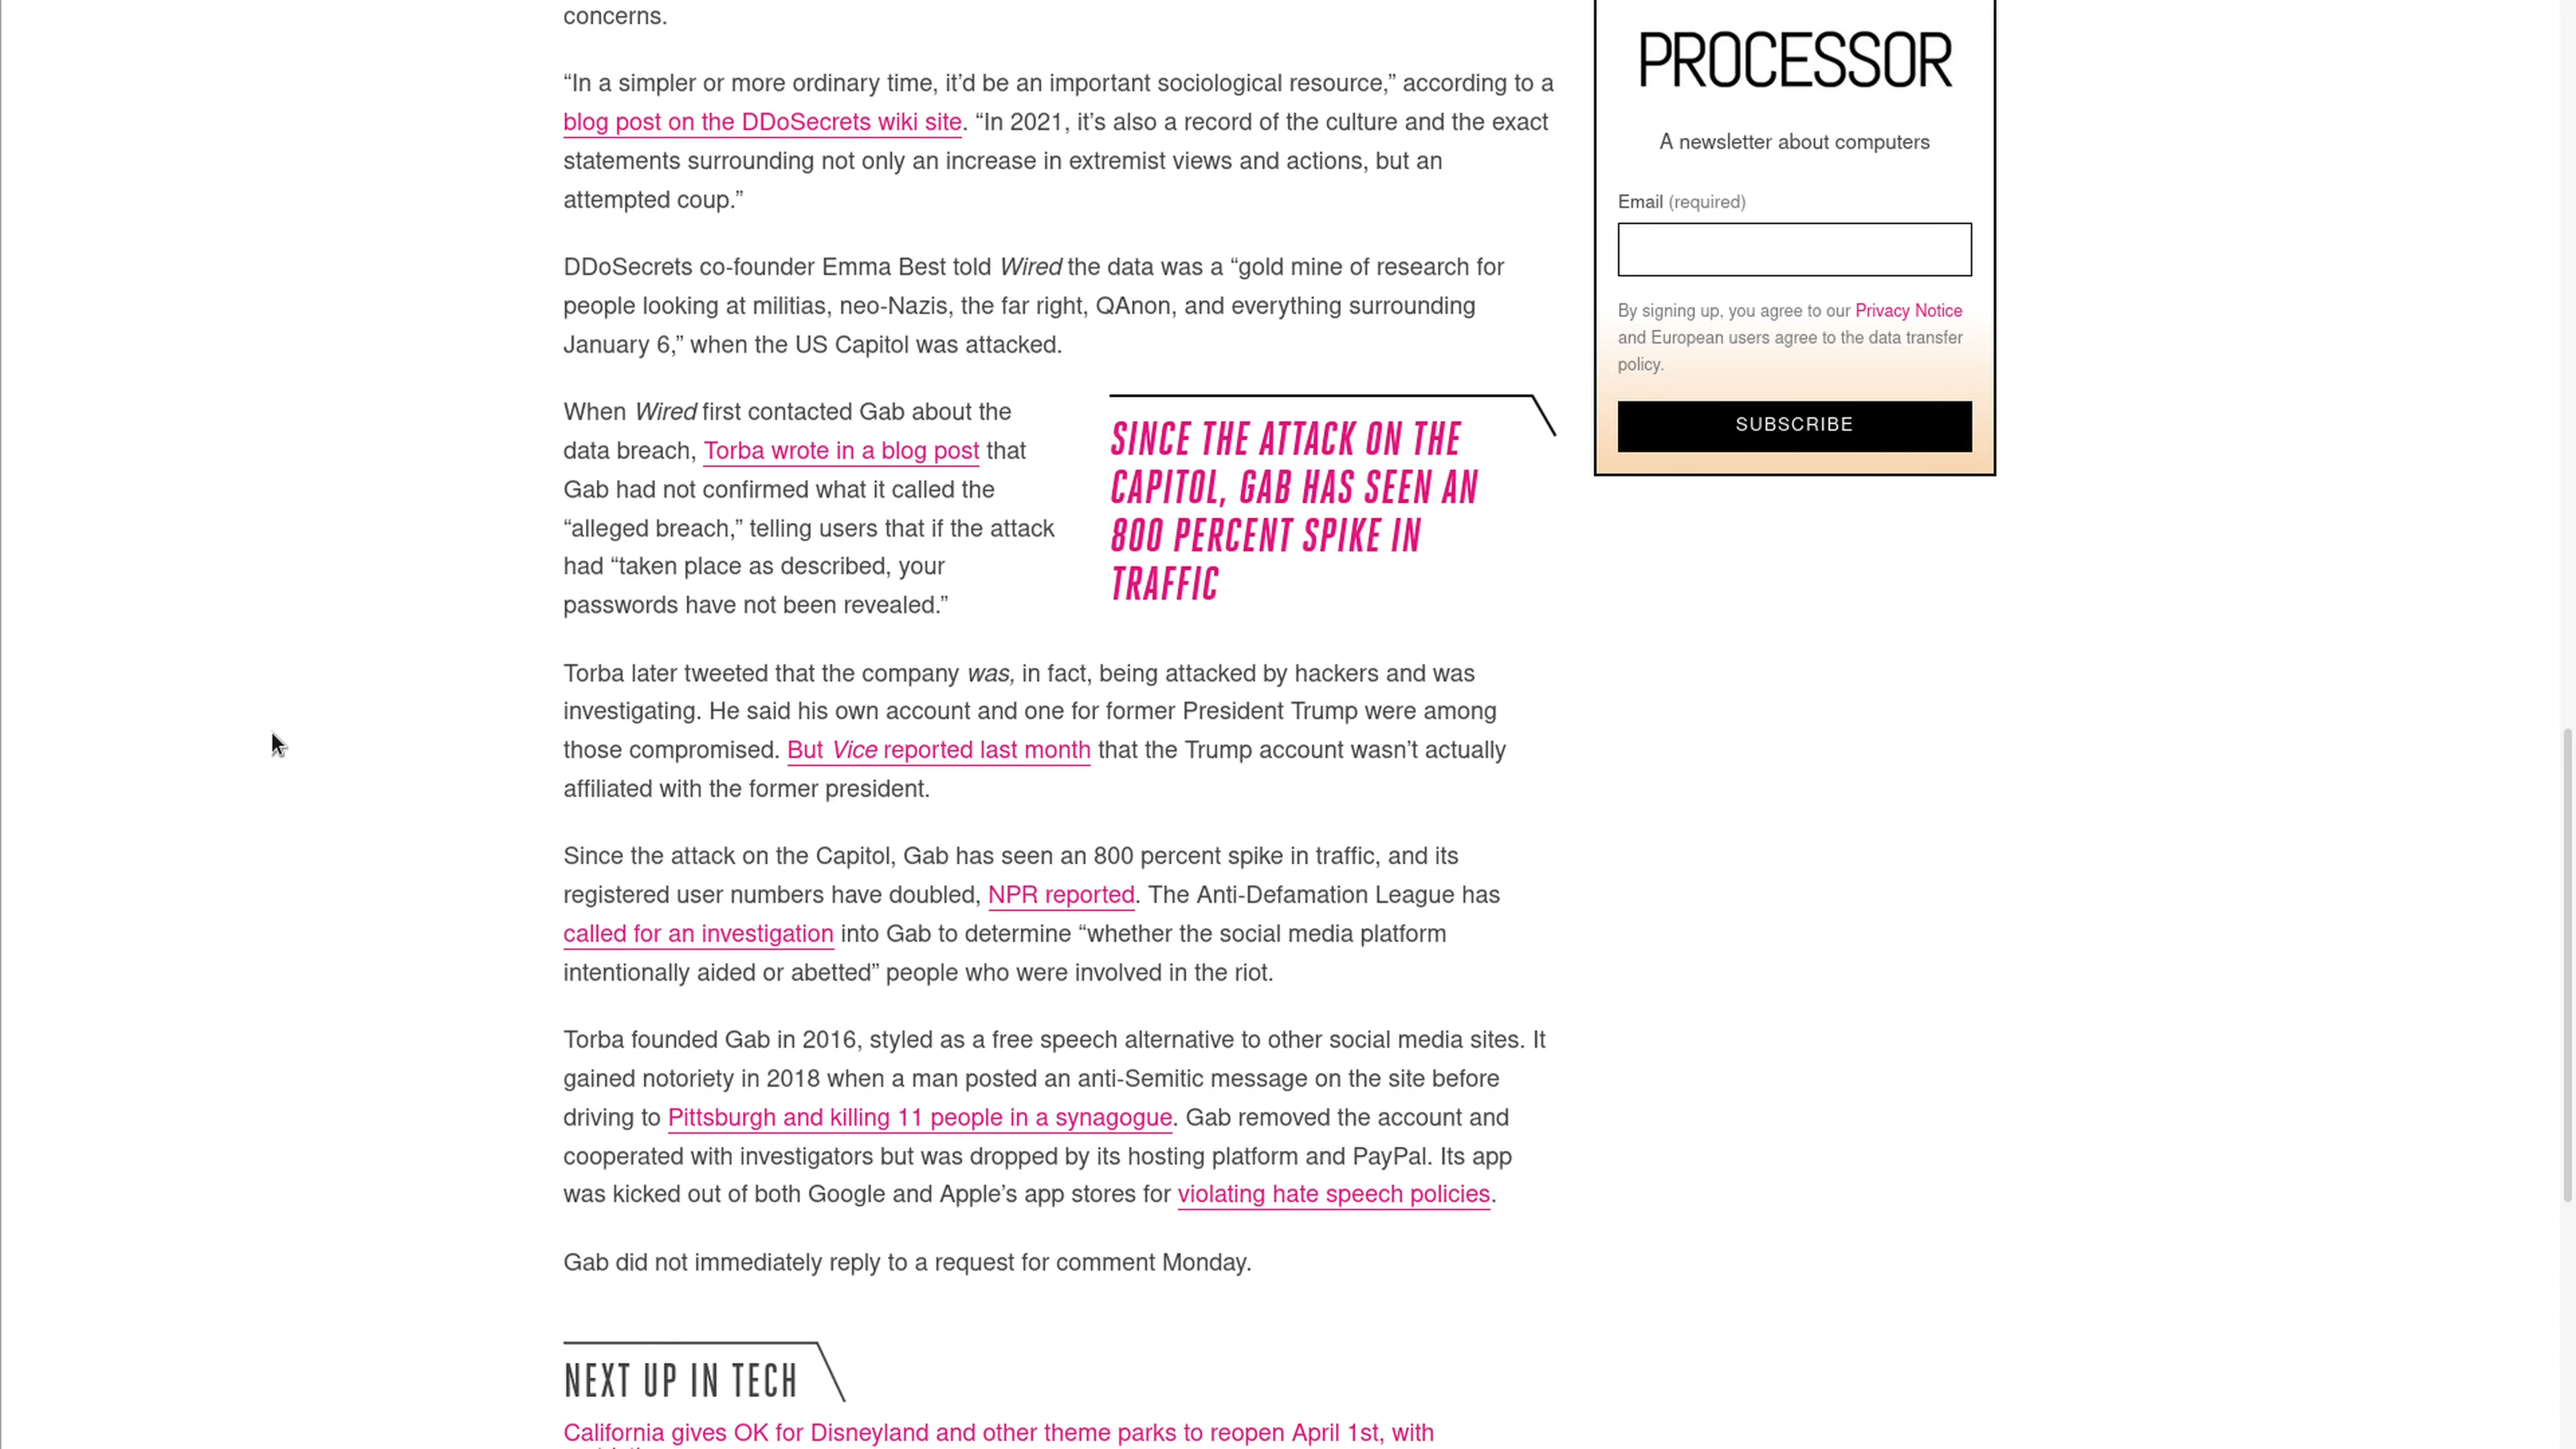 concerns.
“In a simpler or more ordinary time, it’d be an important sociological resource,” according to a
blog post on the DDoSecrets wiki site. “In 2021, it’s also a record of the culture and the exact
statements surrounding not only an increase in extremist views and actions, but an
attempted coup.”
DDoSecrets co-founder Emma Best told Wired the data was a “gold mine of research for
people looking at militias, neo-Nazis, the far right, QAnon, and everything surrounding
January 6,” when the US Capitol was attacked.
When Wired first contacted Gab about the
data breach, Torba wrote in a blog post that
Gab had not confirmed what it called the
“alleged breach,” telling users that if the attack
had “taken place as described, your
passwords have not been revealed.”
SINCE THE ATTACK ON THE
CAPITOL, GAB HAS SEEN AN
800 PERCENT SPIKE IN
TRAFFIC
Torba later tweeted that the company was, in fact, being attacked by hackers and was
investigating. He said his own account and one for former President Trump were among
those compromised. But Vice reported last month that the Trump account wasn’t actually
affiliated with the former president.
Since the attack on the Capitol, Gab has seen an 800 percent spike in traffic, and its
registered user numbers have doubled, NPR reported. The Anti-Defamation League has
called for an investigation into Gab to determine “whether the social media platform
intentionally aided or abetted” people who were involved in the riot.
Torba founded Gab in 2016, styled as a free speech alternative to other social media sites. It
gained notoriety in 2018 when a man posted an anti-Semitic message on the site before
driving to Pittsburgh and killing 11 people in a synagogue. Gab removed the account and
cooperated with investigators but was dropped by its hosting platform and PayPal. Its app
was kicked out of both Google and Apple’s app stores for violating hate speech policies.
Gab did not immediately reply to a request for comment Monday.
NEXT UP IN TECH
California gives OK for Disneyland and other theme parks to reopen April 1st, with
PROCESSOR
A newsletter about computers
Email (required)
By signing up, you agree to our Privacy Notice
and European users agree to the data transfer
policy.
SUBSCRIBE